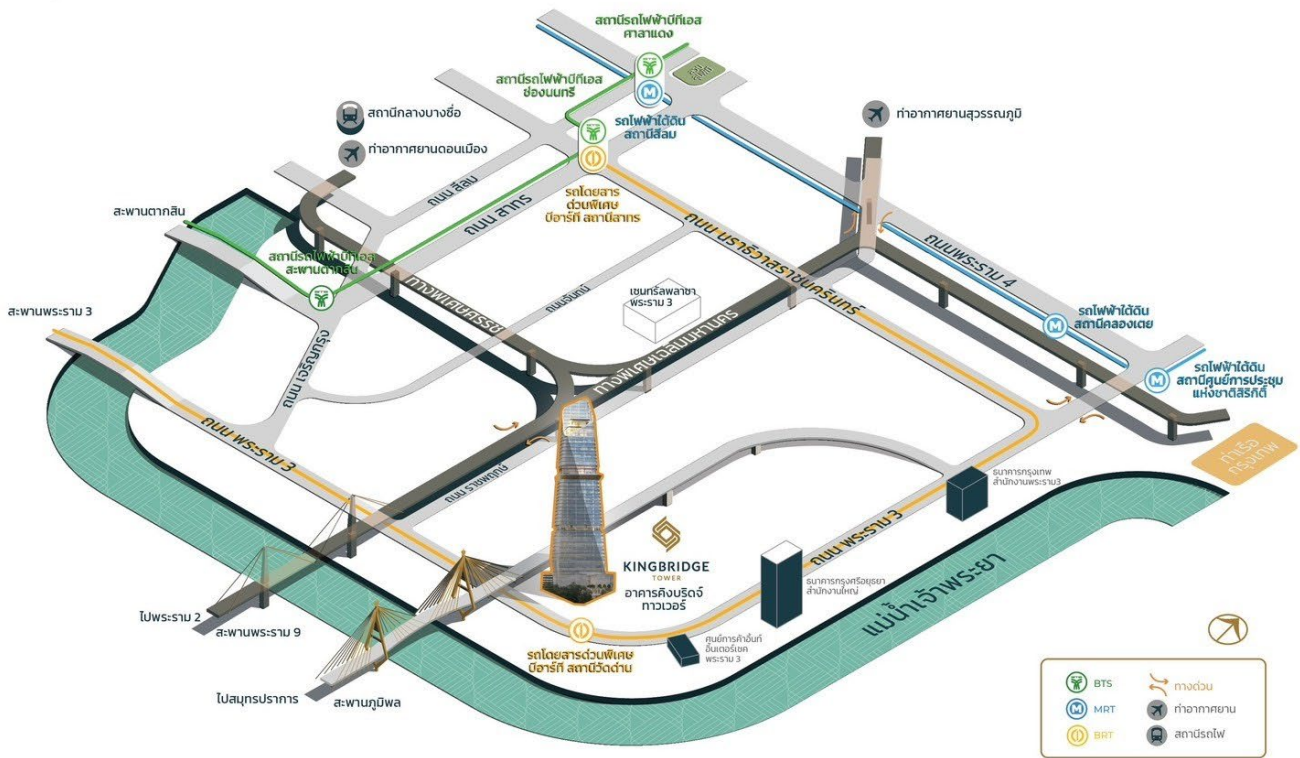 สถานีรถไฟฟ้าบีทีเอส
ศาลาแดง
สถานีรถไฟฟ้าบีทีเอส
ช่องนนทรี
สวน
ลุมพินี
สถานีกลางบางซื่อ
รถไฟฟ้าใต้ดิน
สถานีสีลม
ท่าอากาศยานสุวรรณภูมิ
ท่าอากาศยานดอนเมือง
ถนน สีลม
รถโดยสาร
ด่วนพิเศษ
บีอาร์ที สถานีสาทร
สะพานตากสิน
ถนน สาทร
ถนน นราธิวาสราชนครินทร์
ถนนพระราม 4
สถานีรถไฟฟ้าบีทีเอส
สะพานตากสิน
ทางพิเศษศรีรัช
ถนนจันทน์
เซนทรัลพลาซา
พระราม 3
สะพานพระราม 3
รถไฟฟ้าใต้ดิน
สถานีคลองเตย
ถนน เจริญกรุง
ทางพิเศษเฉลิมมหานคร
รถไฟฟ้าใต้ดิน
สถานีศูนย์การประชุม
แห่งชาติสิริกิติ์
ถนน พระราม 3
ท่าเรือ
กรุงเทพ
ถนน ราชพฤกษ์
ธนาคารกรุงเทพ
สำนักงานพระราม3
KINGBRIDGE
TOWER
อาคารคิงบริดจ์
ทาวเวอร์
ถนน พระราม 3
ธนาคารกรุงศรีอยุธยา
สำนักงานใหญ่
แม่น้ำเจ้าพระยา
ไปพระราม 2
สะพานพระราม 9
รถโดยสารด่วนพิเศษ
บีอาร์ที สถานีวัดด่าน
ศูนย์การค้าอินท์
อินเตอร์เซค
พระราม 3
ไปสมุทรปราการ
สะพานภูมิพล
BTS
ทางด่วน
MRT
ท่าอากาศยาน
BRT
สถานีรถไฟ